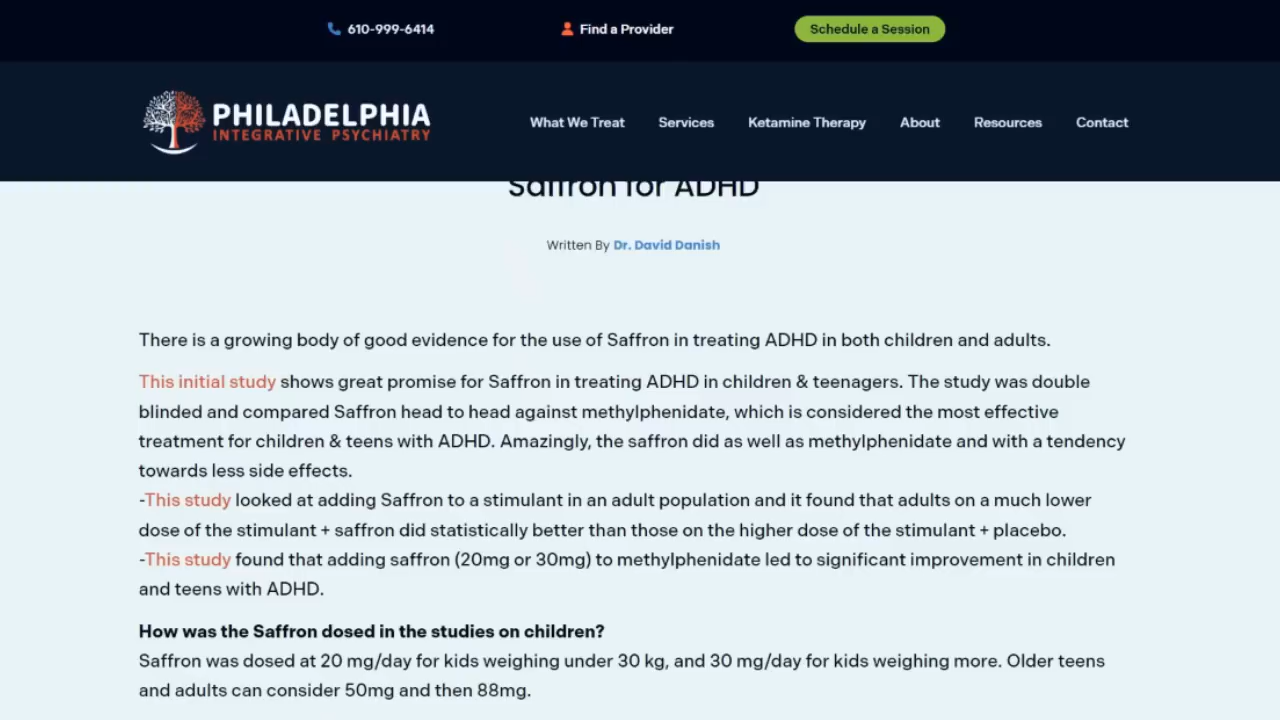 610-999-6414
Find a Provider
Schedule a Session
PHILADELPHIA
INTEGRATIVE PSYCHIATRY
What We Treat
Services
Ketamine Therapy
About
Resources
Contact
Saffron for ADHD
Written By Dr. David Danish
There is a growing body of good evidence for the use of Saffron in treating ADHD in both children and adults.
This initial study shows great promise for Saffron in treating ADHD in children & teenagers. The study was double
blinded and compared Saffron head to head against methylphenidate, which is considered the most effective
treatment for children & teens with ADHD. Amazingly, the saffron did as well as methylphenidate and with a tendency
towards less side effects.
-This study looked at adding Saffron to a stimulant in an adult population and it found that adults on a much lower
dose of the stimulant + saffron did statistically better than those on the higher dose of the stimulant + placebo.
-This study found that adding saffron (20mg or 30mg) to methylphenidate led to significant improvement in children
and teens with ADHD.
How was the Saffron dosed in the studies on children?
Saffron was dosed at 20 mg/day for kids weighing under 30 kg, and 30 mg/day for kids weighing more. Older teens
and adults can consider 50mg and then 88mg.